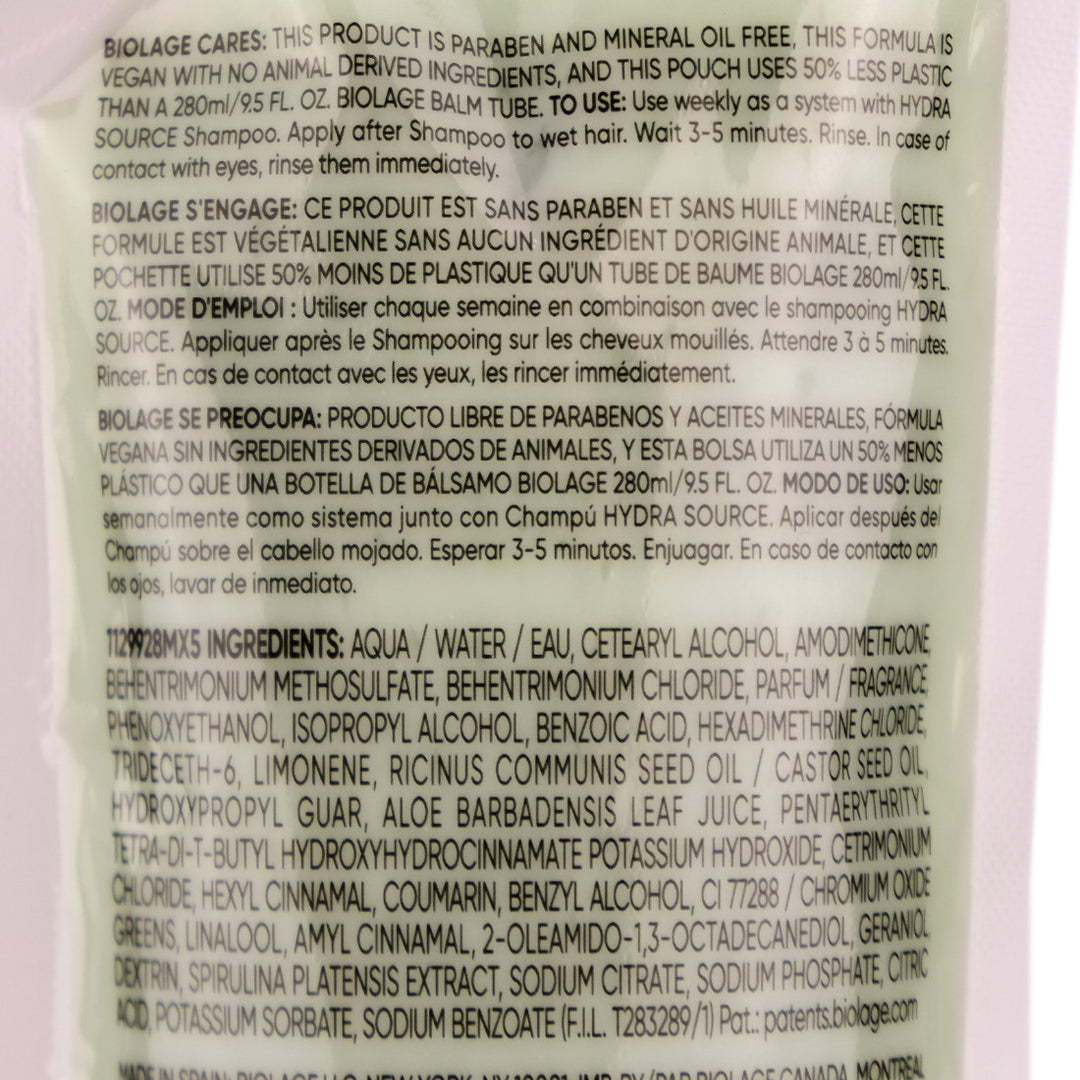 BIOLAGE CARES: THIS PRODUCT IS PARABEN AND MINERAL OIL FREE, THIS FORMULA IS
VEGAN WITH NO ANIMAL DERIVED INGREDIENTS, AND THIS POUCH USES 50% LESS PLASTIC
THAN A 280ml/9.5 FL. OZ. BIOLAGE BALM TUBE. TO USE: Use weekly as a system with HYDRA
SOURCE Shampoo. Apply after Shampoo to wet hair. Wait 3-5 minutes. Rinse. In case of
contact with eyes, rinse them immediately.
BIOLAGE S'ENGAGE: CE PRODUIT EST SANS PARABEN ET SANS HUILE MINÉRALE, CETTE
FORMULE EST VÉGÉTALIENNE SANS AUCUN INGRÉDIENT D'ORIGINE ANIMALE, ET CETTE
POCHETTE UTILISE 50% MOINS DE PLASTIQUE QU'UN TUBE DE BAUME BIOLAGE 280ml/9.5 FL.
OZ. MODE D'EMPLOI : Utiliser chaque semaine en combinaison avec le shampooing HYDRA
SOURCE. Appliquer après le Shampooing sur les cheveux mouillés. Attendre 3 à 5 minutes.
Rincer. En cas de contact avec les yeux, les rincer immédiatement.
BIOLAGE SE PREOCUPA: PRODUCTO LIBRE DE PARABENOS Y ACEITES MINERALES, FÓRMULA
VEGANA SIN INGREDIENTES DERIVADOS DE ANIMALES, Y ESTA BOLSA UTILIZA UN 50% MENOS
PLÁSTICO QUE UNA BOTELLA DE BÁLSAMO BIOLAGE 280ml/9.5 FL. OZ. MODO DE USO: Usar
semanalmente como sistema junto con Champú HYDRA SOURCE. Aplicar después del
Champú sobre el cabello mojado. Esperar 3-5 minutos. Enjuagar. En caso de contacto con
los ojos, lavar de inmediato.
1129928MX5 INGREDIENTS: AQUA / WATER / EAU, CETEARYL ALCOHOL, AMODIMETHICONE,
BEHENTRIMONIUM METHOSULFATE, BEHENTRIMONIUM CHLORIDE, PARFUM / FRAGRANCE,
PHENOXYETHANOL, ISOPROPYL ALCOHOL, BENZOIC ACID, HEXADIMETHRINE CHLORIDE,
TRIDECETH-6, LIMONENE, RICINUS COMMUNIS SEED OIL / CASTOR SEED OIL,
HYDROXYPROPYL GUAR, ALOE BARBADENSIS LEAF JUICE, PENTAERYTHRITYL
TETRA-DI-T-BUTYL HYDROXYHYDROCINNAMATE POTASSIUM HYDROXIDE, CETRIMONIUM
CHLORIDE, HEXYL CINNAMAL, COUMARIN, BENZYL ALCOHOL, CI 77288 / CHROMIUM OXIDE
GREENS, LINALOOL, AMYL CINNAMAL, 2-OLEAMIDO-1,3-OCTADECANEDIOL, GERANIOL,
DEXTRIN, SPIRULINA PLATENSIS EXTRACT, SODIUM CITRATE, SODIUM PHOSPHATE, CITRIC
ACID, POTASSIUM SORBATE, SODIUM BENZOATE (F.I.L. T283289/1) Pat.: patents.biolage.com
MADE IN SPAIN: BIOLAGE LLC, NEW YORK, NY 10001 IMP. BY/PAR BIOLAGE CANADA, MONTREAL